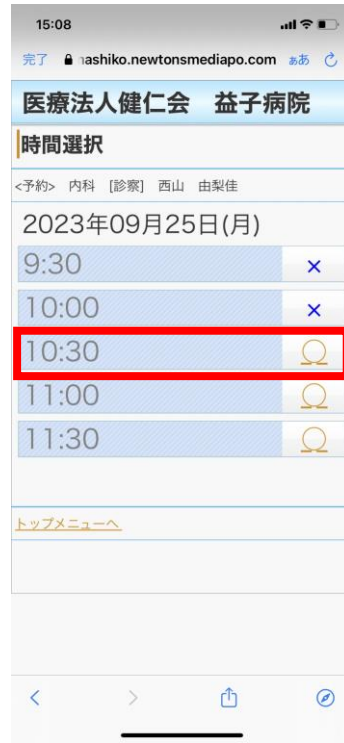 15:08
完了 ashiko.newtonsmediapo.com ぁあ
医療法人健仁会 益子病院
時間選択
<予約> 内科 [診察] 西山 由梨佳
2023年09月25日(月)
9:30 ×
10:00 ×
10:30 ○
11:00 ○
11:30 ○
トップメニューへ